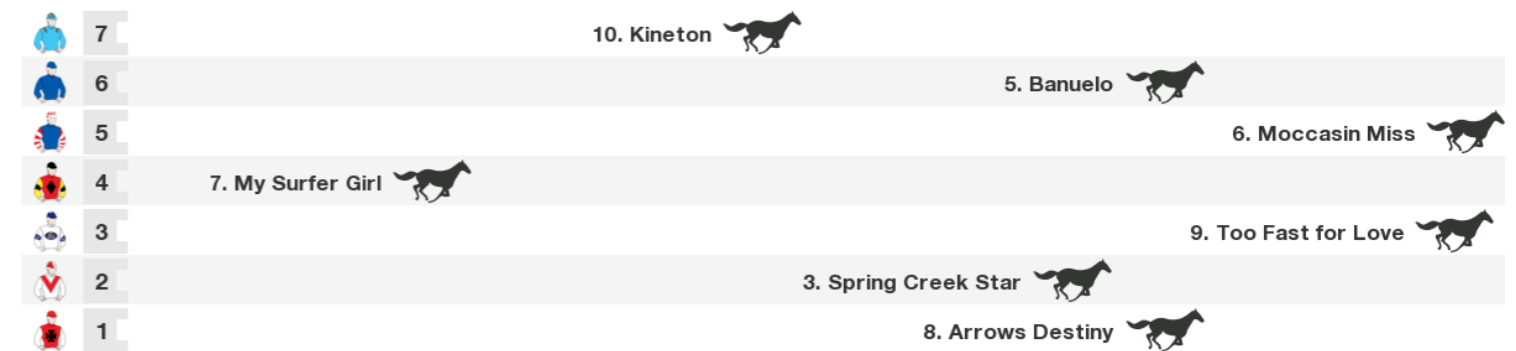 7 10. Kineton
6 5. Banuelo
5 6. Moccasin Miss
4 7. My Surfer Girl
3 9. Too Fast for Love
2 3. Spring Creek Star
1 8. Arrows Destiny